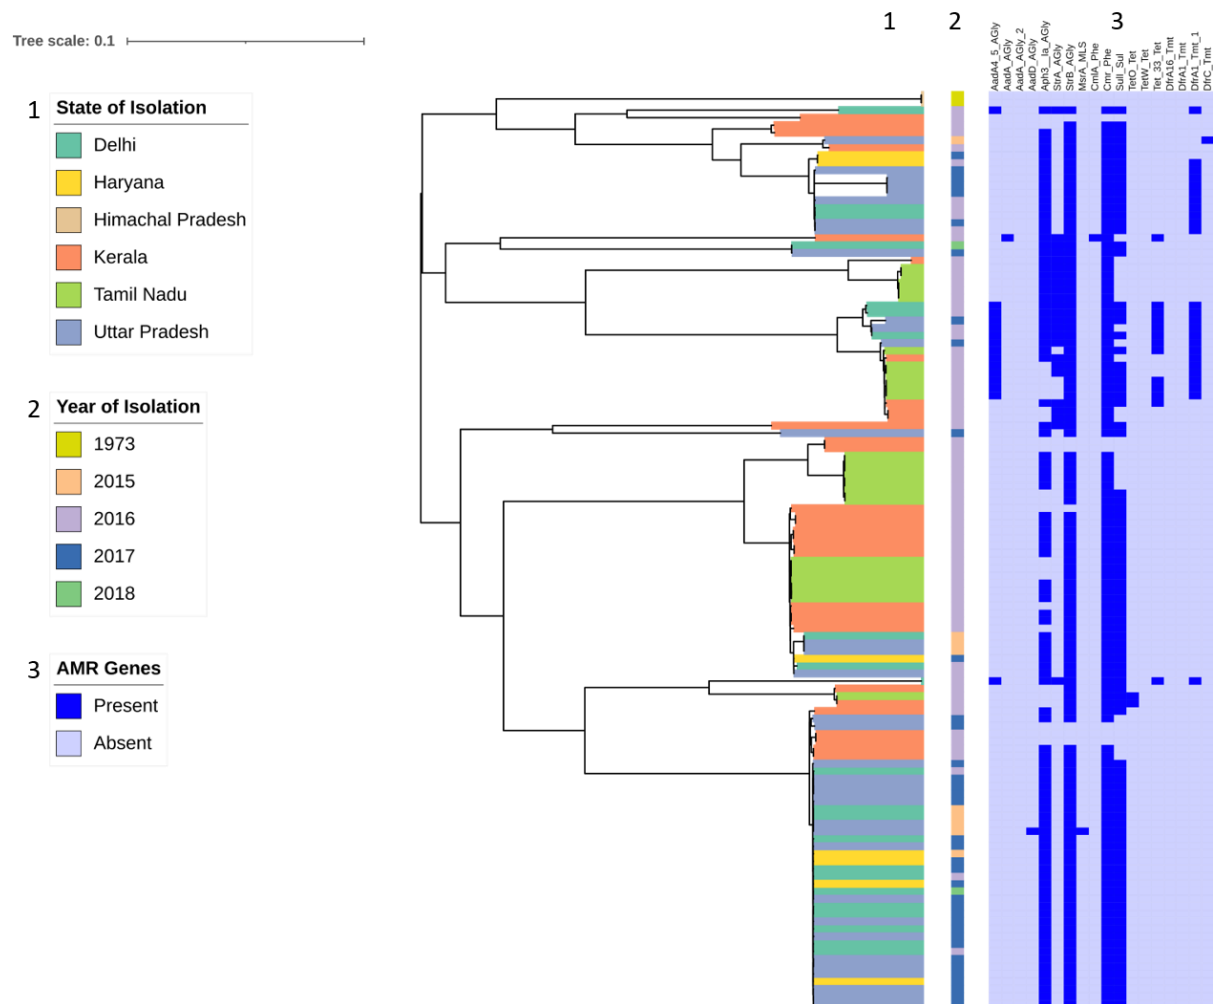 1
2
3
Tree scale: 0.1
AadA4_5_AGly
AadA_AGly
AadA_AGly_2
AadD_AGly
Aph3__Ia_AGly
StrA_AGly
StrB_AGly
MsrA_MLS
CmlA_Phe
Cmr_Phe
SulI_Sul
TetO_Tet
TetW_Tet
Tet_33_Tet
DfrA16_Tmt
DfrA1_Tmt
DfrA1_Tmt_1
DfrC_Tmt
1 State of Isolation
Delhi
Haryana
Himachal Pradesh
Kerala
Tamil Nadu
Uttar Pradesh
2 Year of Isolation
1973
2015
2016
2017
2018
3 AMR Genes
Present
Absent